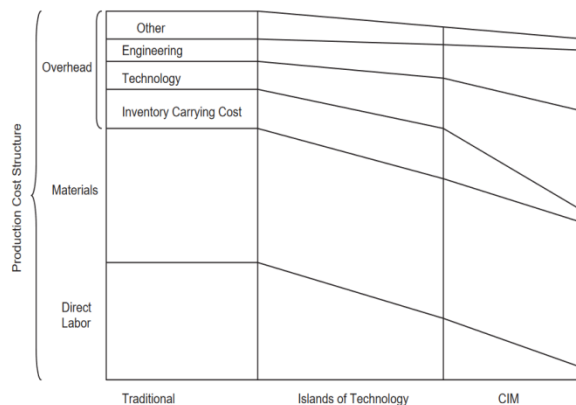 Production Cost Structure
Overhead
Other
Engineering
Technology
Inventory Carrying Cost
Materials
Direct
Labor
Traditional
Islands of Technology
CIM